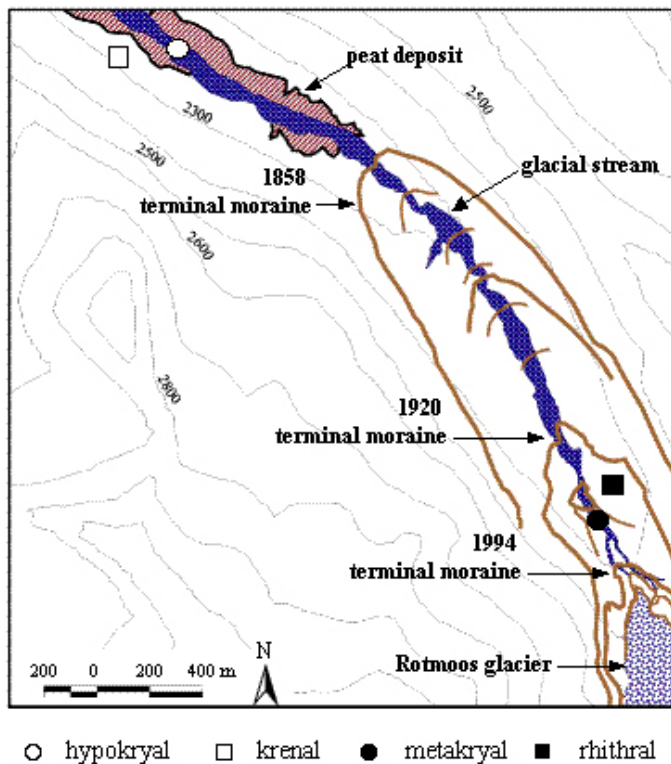 peat deposit
2500
2300
glacial stream
2500
1858
terminal moraine
2600
2800
1920
terminal moraine
1994
terminal moraine
N
200 0 200 400 m
Rotmoos glacier
hypokryal krenal metakryal rhithral